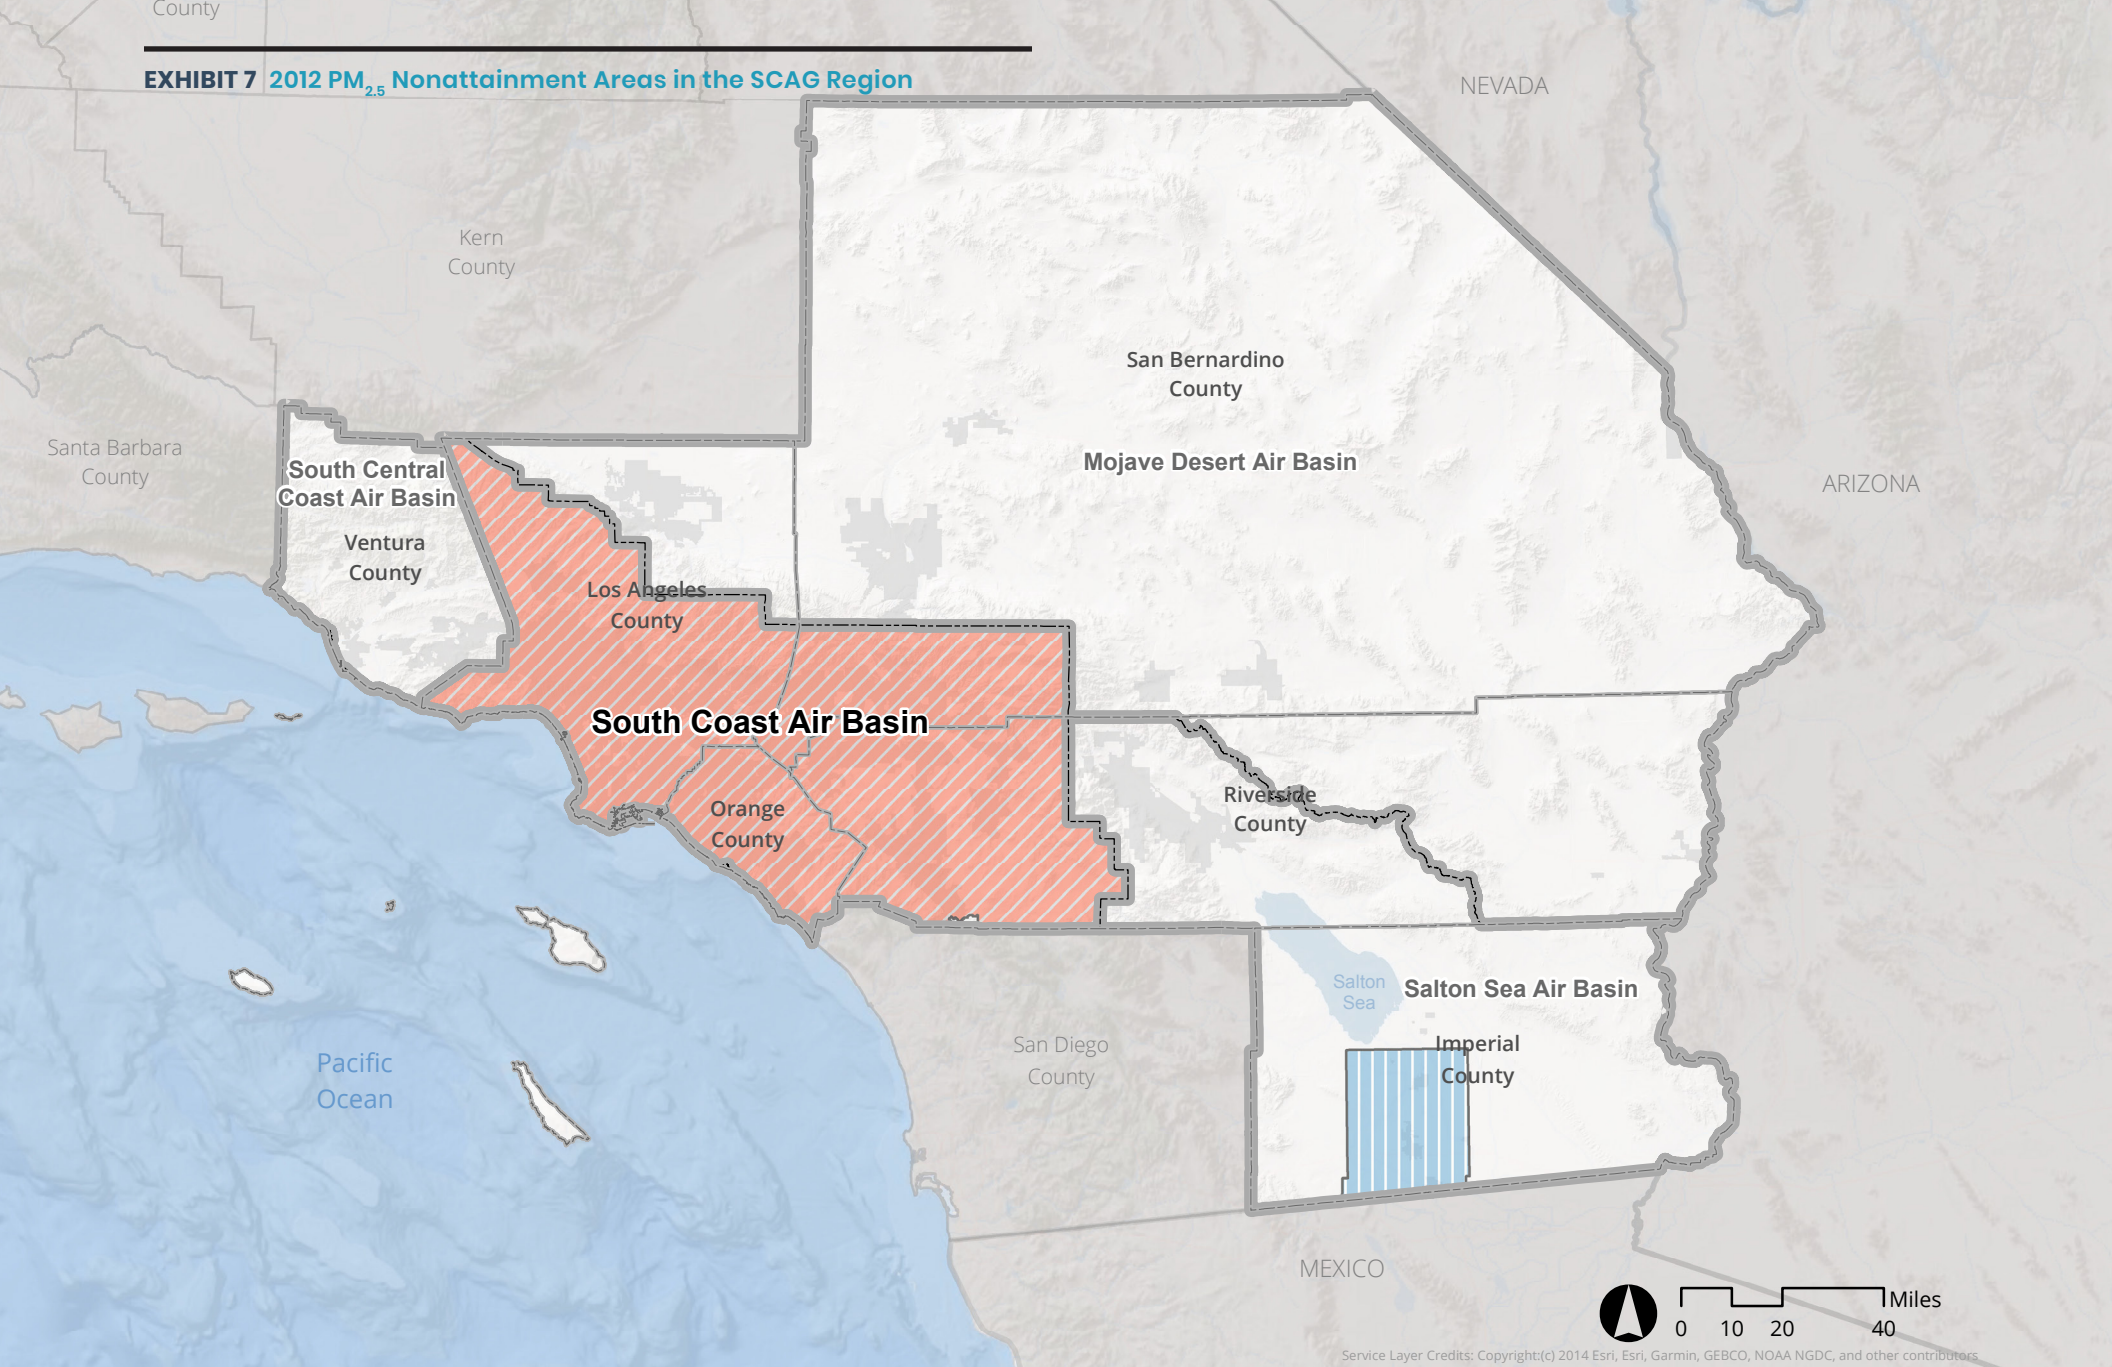 County
EXHIBIT 7 2012 PM2.5 Nonattainment Areas in the SCAG Region
NEVADA
Kern
County
San Bernardino
County
Santa Barbara
County
South Central
Coast Air Basin
Mojave Desert Air Basin
ARIZONA
Ventura
County
Los Angeles
County
South Coast Air Basin
Orange
County
Riverside
County
Salton
Sea
Salton Sea Air Basin
Imperial
County
San Diego
County
Pacific
Ocean
MEXICO
Miles
0 10 20 40
Service Layer Credits: Copyright:(c) 2014 Esri, Esri, Garmin, GEBCO, NOAA NGDC, and other contributors